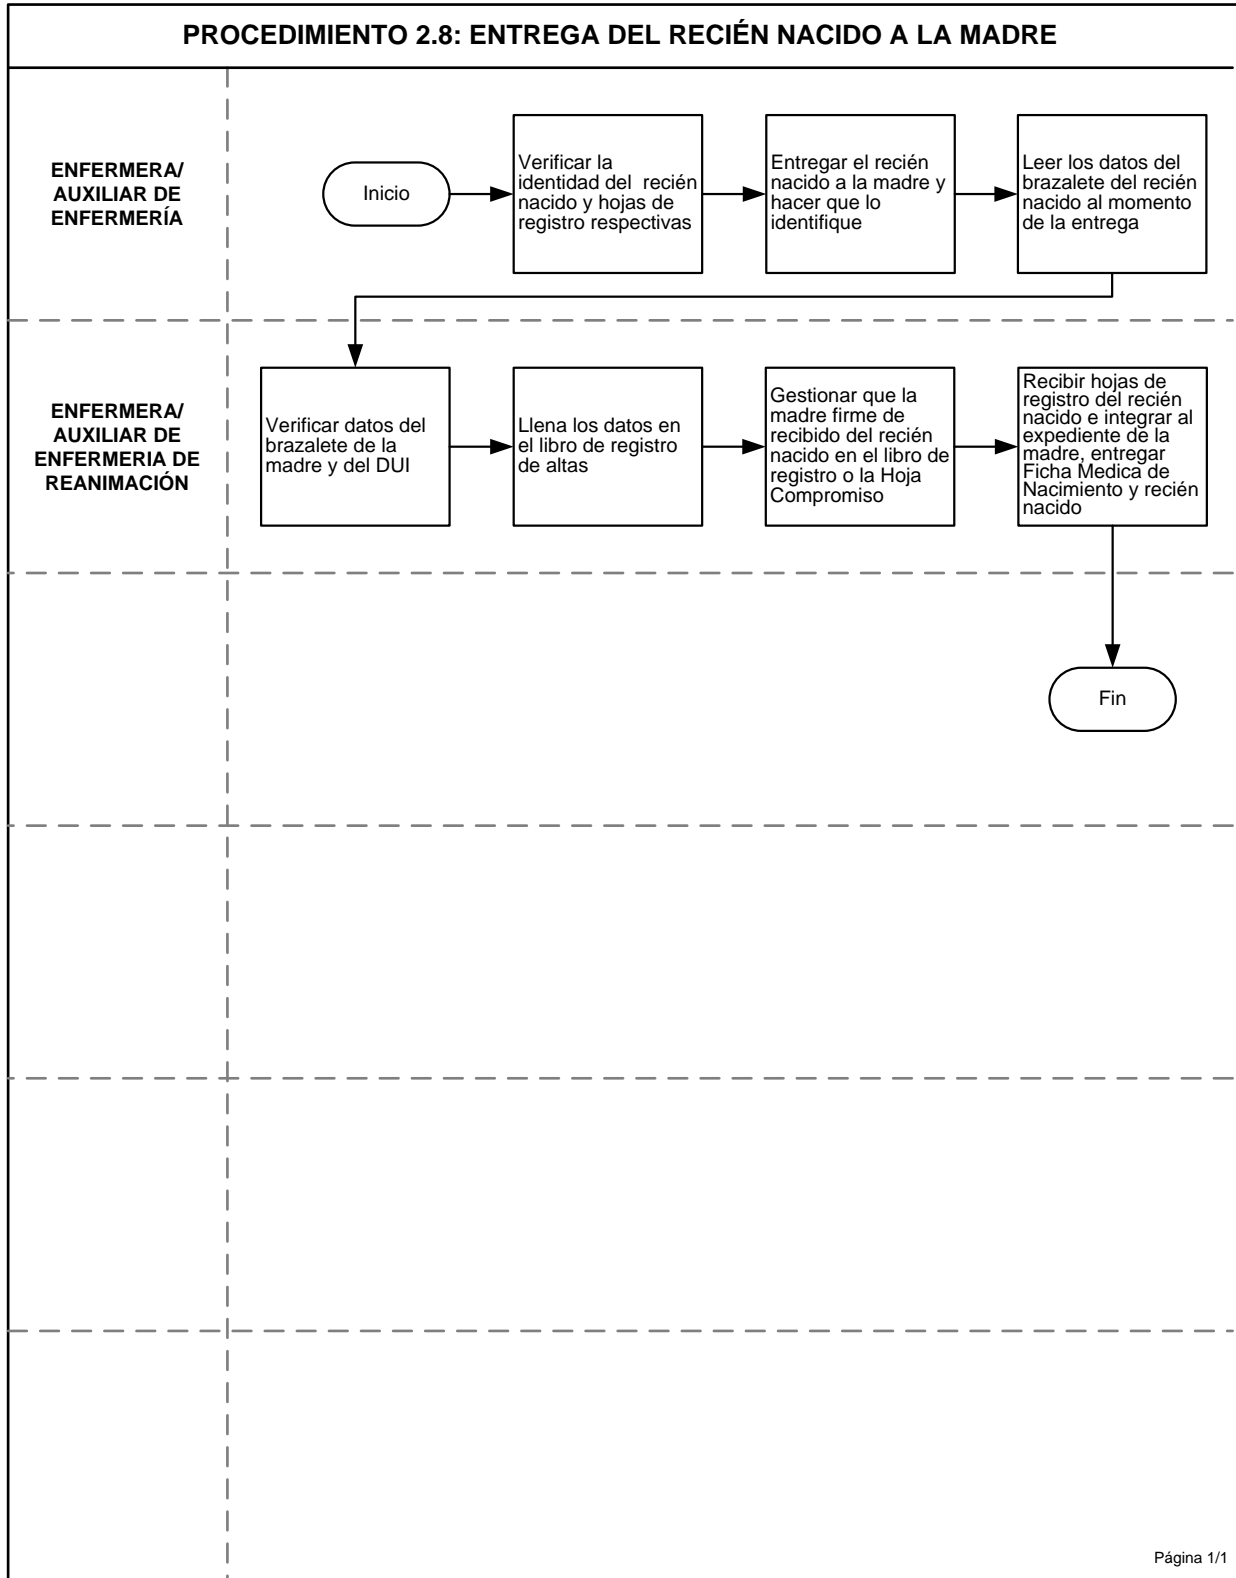 PROCEDIMIENTO 2.8: ENTREGA DEL RECIÉN NACIDO A LA MADRE
ENFERMERA/
AUXILIAR DE
ENFERMERÍA
Inicio
Verificar la
identidad del recién
nacido y hojas de
registro respectivas
Entregar el recién
nacido a la madre y
hacer que lo
identifique
Leer los datos del
brazalete del recién
nacido al momento
de la entrega
ENFERMERA/
AUXILIAR DE
ENFERMERIA DE
REANIMACIÓN
Verificar datos del
brazalete de la
madre y del DUI
Llena los datos en
el libro de registro
de altas
Gestionar que la
madre firme de
recibido del recién
nacido en el libro de
registro o la Hoja
Compromiso
Recibir hojas de
registro del recién
nacido e integrar al
expediente de la
madre, entregar
Ficha Medica de
Nacimiento y recién
nacido
Fin
Página 1/1